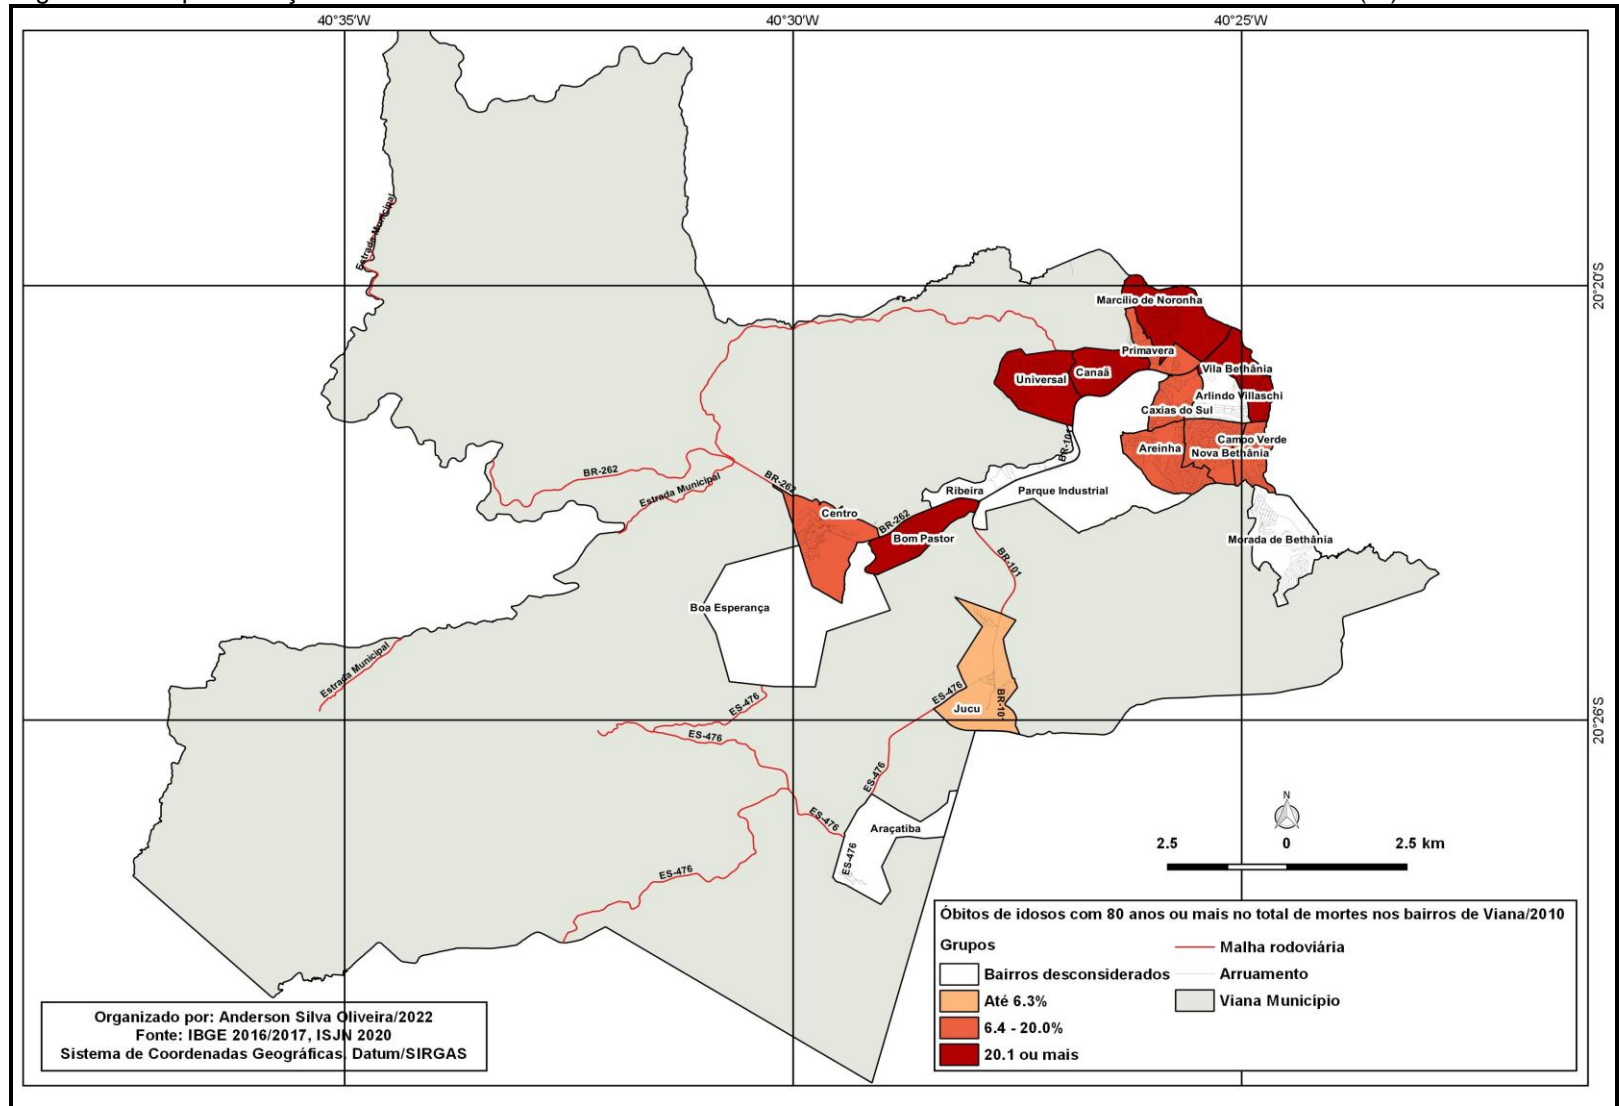 40°35'W
40°30'W
40°25'W
20°20'S
20°26'S
Estrada Municipal
Marcílio de Noronha
Primavera
Vila Bethânia
Universal
Canaã
Arlindo Villaschi
Caxias do Sul
BR-101
Campo Verde
Areinha
Nova Bethânia
BR-262
Estrada Municipal
BR-262
Ribeira
Parque Industrial
Centro
BR-262
Bom Pastor
Morada de Bethânia
BR-101
Boa Esperança
Estrada Municipal
ES-476
BR-101
Jucu
ES-476
ES-476
ES-476
ES-476
Araçatiba
ES-476
ES-476
N
2.5 0 2.5 km
Óbitos de idosos com 80 anos ou mais no total de mortes nos bairros de Viana/2010
Grupos
Bairros desconsiderados
Até 6.3%
6.4 - 20.0%
20.1 ou mais
Malha rodoviária
Arruamento
Viana Municipio
Organizado por: Anderson Silva Oliveira/2022
Fonte: IBGE 2016/2017, ISJN 2020
Sistema de Coordenadas Geográficas. Datum/SIRGAS